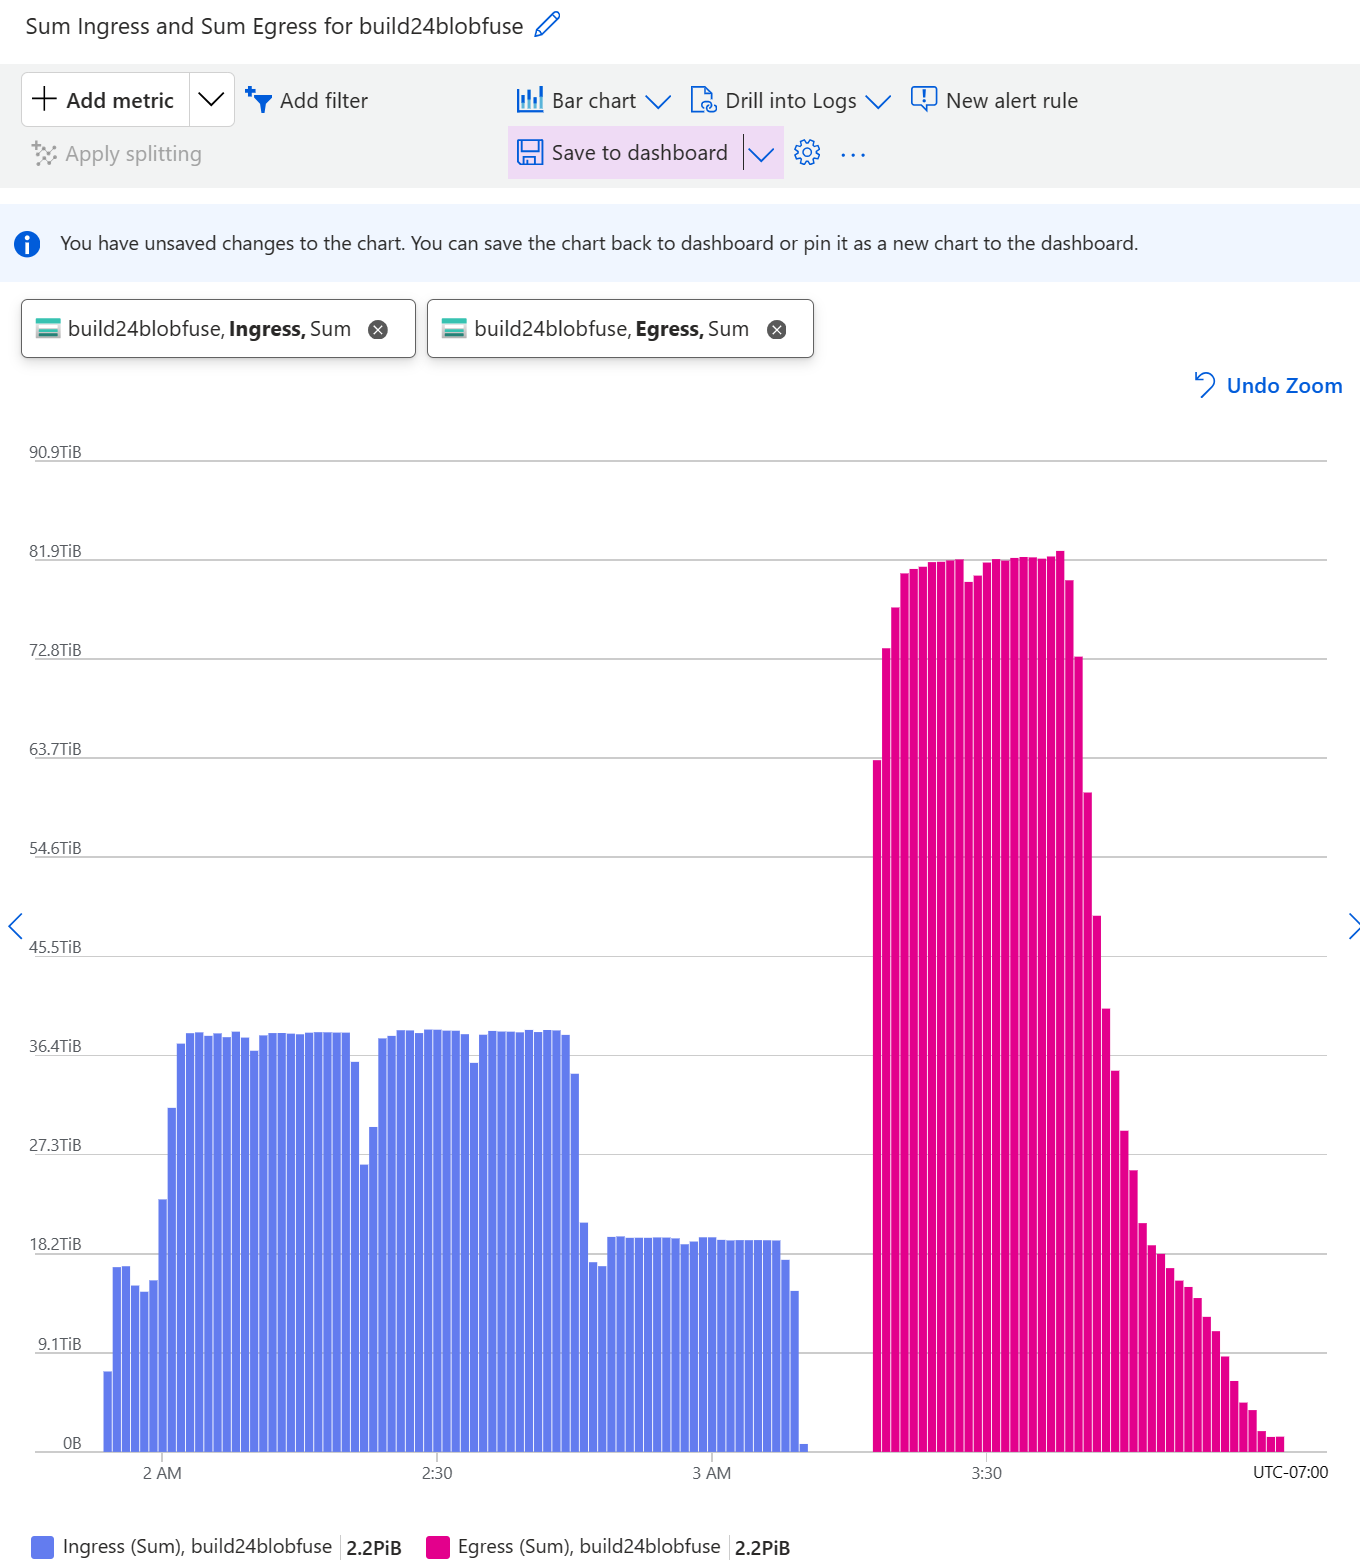 Sum Ingress and Sum Egress for build24blobfuse
Add metric
Add filter
Bar chart
Drill into Logs
New alert rule
Apply splitting
Save to dashboard
You have unsaved changes to the chart. You can save the chart back to dashboard or pin it as a new chart to the dashboard.
build24blobfuse, Ingress, Sum
build24blobfuse, Egress, Sum
Undo Zoom
90.9TiB
81.9TiB
72.8TiB
63.7TiB
54.6TiB
45.5TiB
36.4TiB
27.3TiB
18.2TiB
9.1TiB
0B
2 AM
2:30
3 AM
3:30
UTC-07:00
Ingress (Sum), build24blobfuse
2.2PiB
Egress (Sum), build24blobfuse
2.2PiB